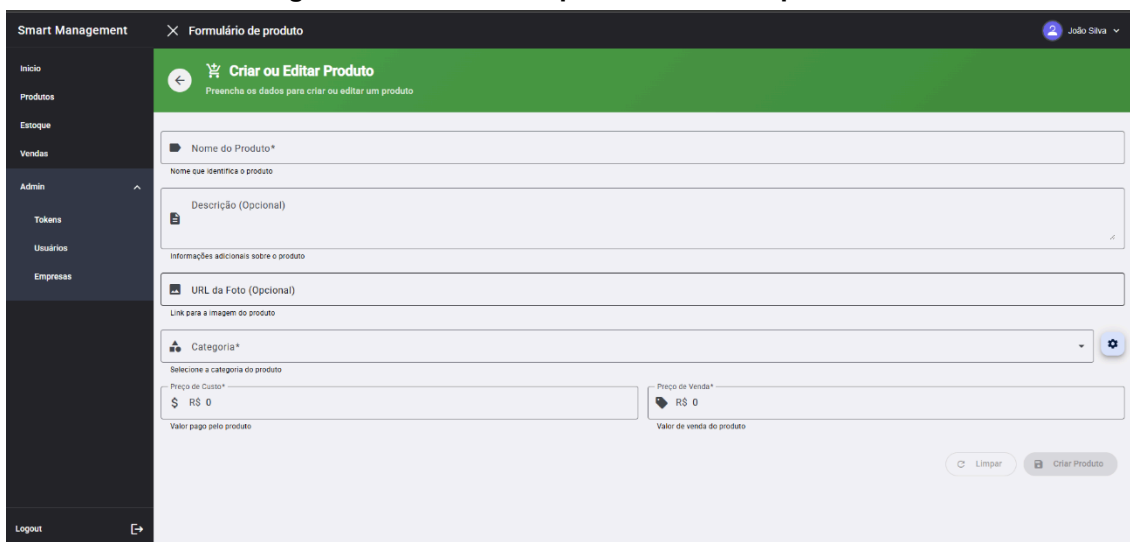 Smart Management
Formulário de produto
João Silva
Início
Produtos
Estoque
Vendas
Admin
Tokens
Usuários
Empresas
Logout
Criar ou Editar Produto
Preencha os dados para criar ou editar um produto
Nome do Produto*
Nome que identifica o produto
Descrição (Opcional)
Informações adicionais sobre o produto
URL da Foto (Opcional)
Link para a imagem do produto
Categoria*
Selecione a categoria do produto
Preço de Custo*
R$ 0
Valor pago pelo produto
Preço de Venda*
R$ 0
Valor de venda do produto
Limpar
Criar Produto